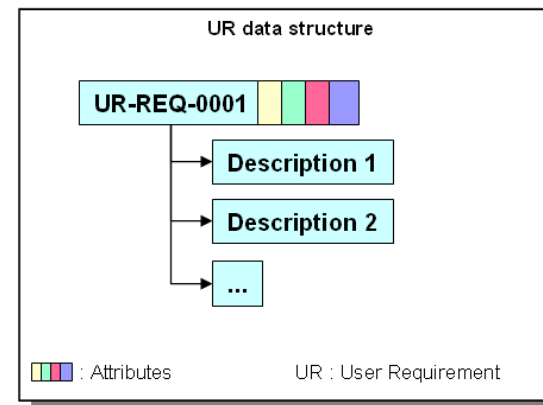 UR data structure
UR-REQ-0001
Description 1
Description 2
...
: Attributes
UR : User Requirement